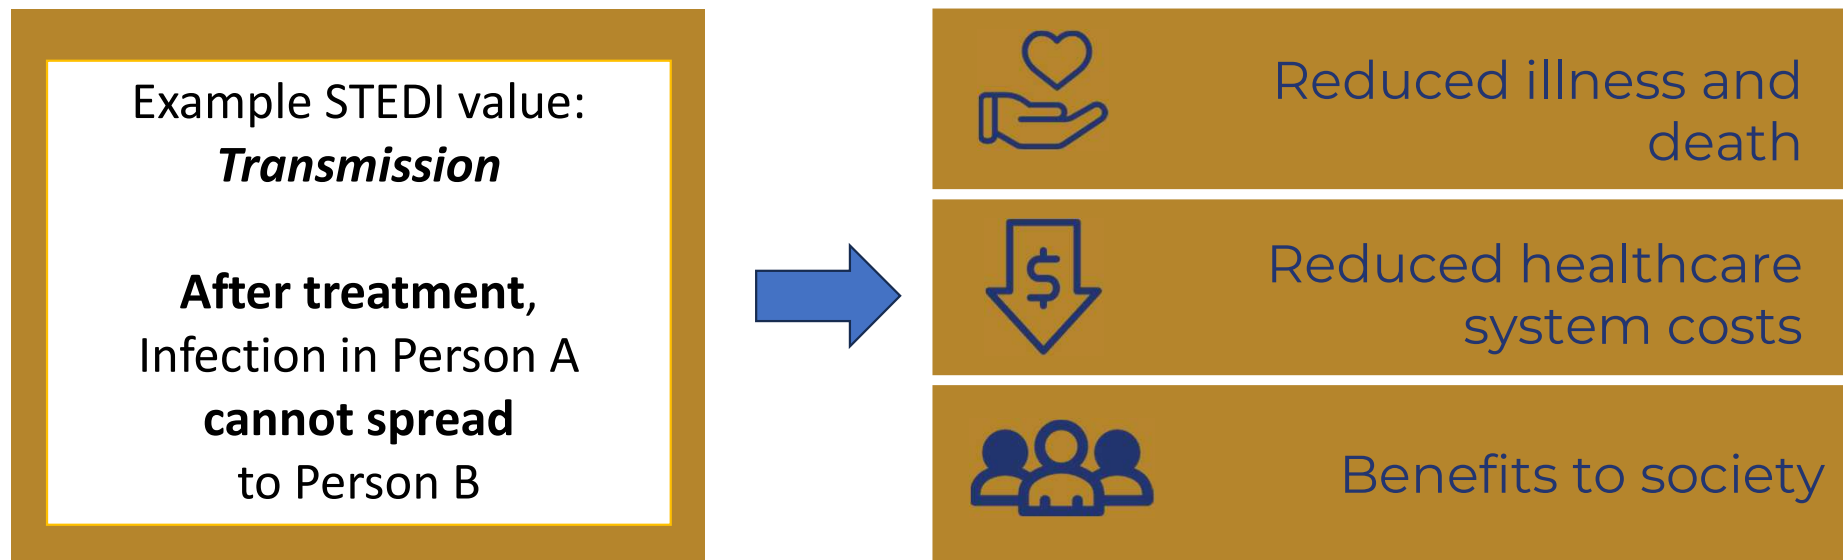 Example STEDI value:
Transmission
After treatment,
Infection in Person A
cannot spread
to Person B
Reduced illness and
death
$
Reduced healthcare
system costs
Benefits to society